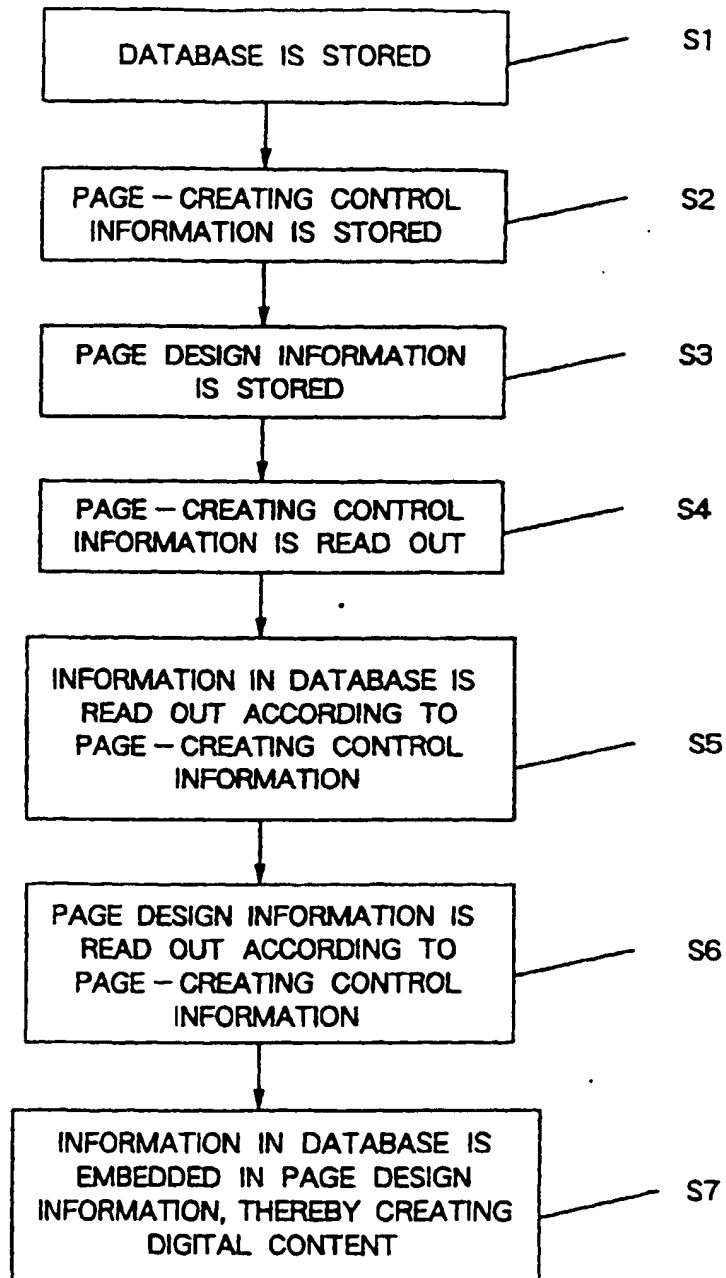 DATABASE IS STORED
S1
PAGE – CREATING CONTROL
INFORMATION IS STORED
S2
PAGE DESIGN INFORMATION
IS STORED
S3
PAGE – CREATING CONTROL
INFORMATION IS READ OUT
S4
INFORMATION IN DATABASE IS
READ OUT ACCORDING TO
PAGE – CREATING CONTROL
INFORMATION
S5
PAGE DESIGN INFORMATION IS
READ OUT ACCORDING TO
PAGE – CREATING CONTROL
INFORMATION
S6
INFORMATION IN DATABASE IS
EMBEDDED IN PAGE DESIGN
INFORMATION, THEREBY CREATING
DIGITAL CONTENT
S7